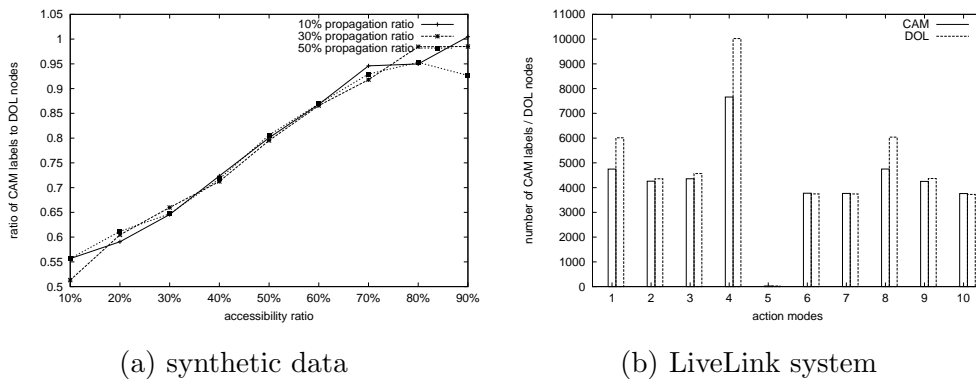 1.05
1
0.95
0.9
0.85
0.8
0.75
0.7
0.65
0.6
0.55
0.5
ratio of CAM labels to DOL nodes
10% propagation ratio
30% propagation ratio
50% propagation ratio
10% 20% 30% 40% 50% 60% 70% 80% 90%
accessibility ratio
(a) synthetic data
11000
10000
9000
8000
7000
6000
5000
4000
3000
2000
1000
0
number of CAM labels / DOL nodes
CAM
DOL
1 2 3 4 5 6 7 8 9 10
action modes
(b) LiveLink system